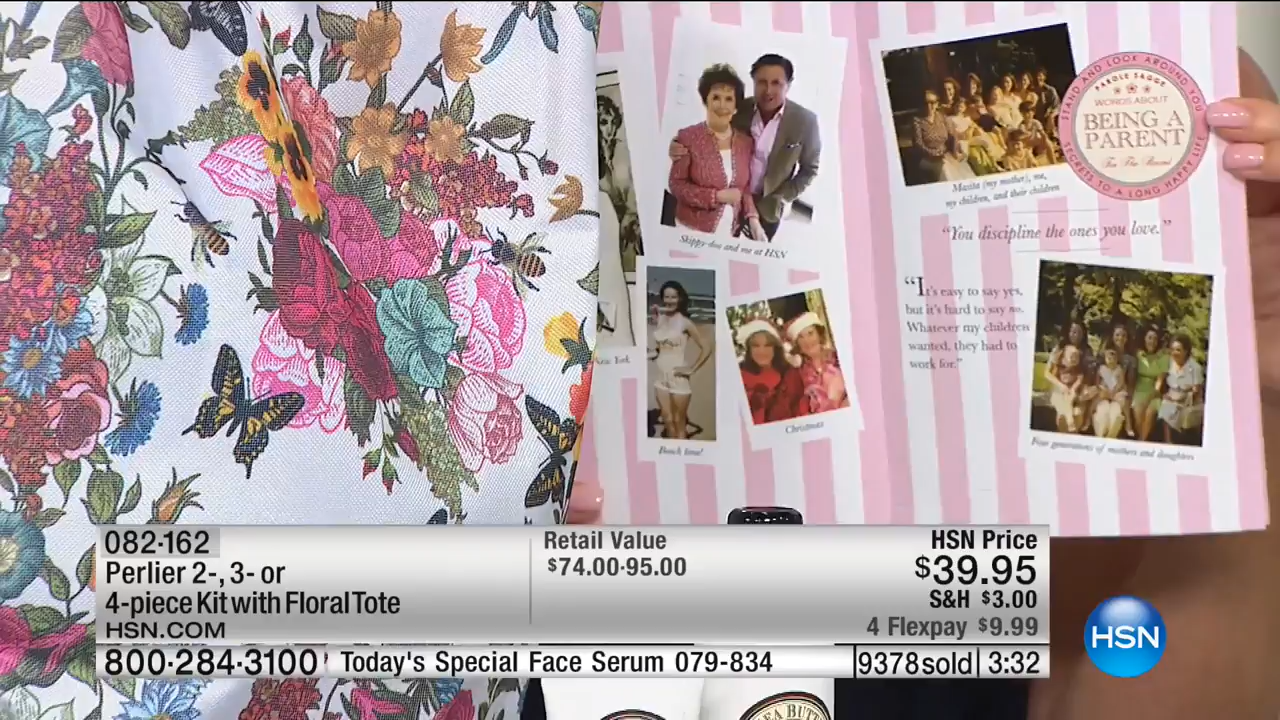 Skippy-doo and me at HSN
Beach time!
Christmas
New York
STAND AND LOOK AROUND YOU
PAROLE SAGGE
WORDS ABOUT
BEING A
PARENT
SECRETS TO A LONG HAPPY LIFE
Marita (my mother), me,
my children, and their children
“You discipline the ones you love.”
“It's easy to say yes,
but it's hard to say no.
Whatever my children
wanted, they had to
work for.”
Four generations of mothers and daughters
082-162
Perlier 2-, 3- or
4-piece Kit with Floral Tote
HSN.COM
Retail Value
$74.00-95.00
HSN Price
$39.95
S&H $3.00
4 Flexpay $9.99
HSN
800·284·3100 Today's Special Face Serum 079-834 9378sold 3:32